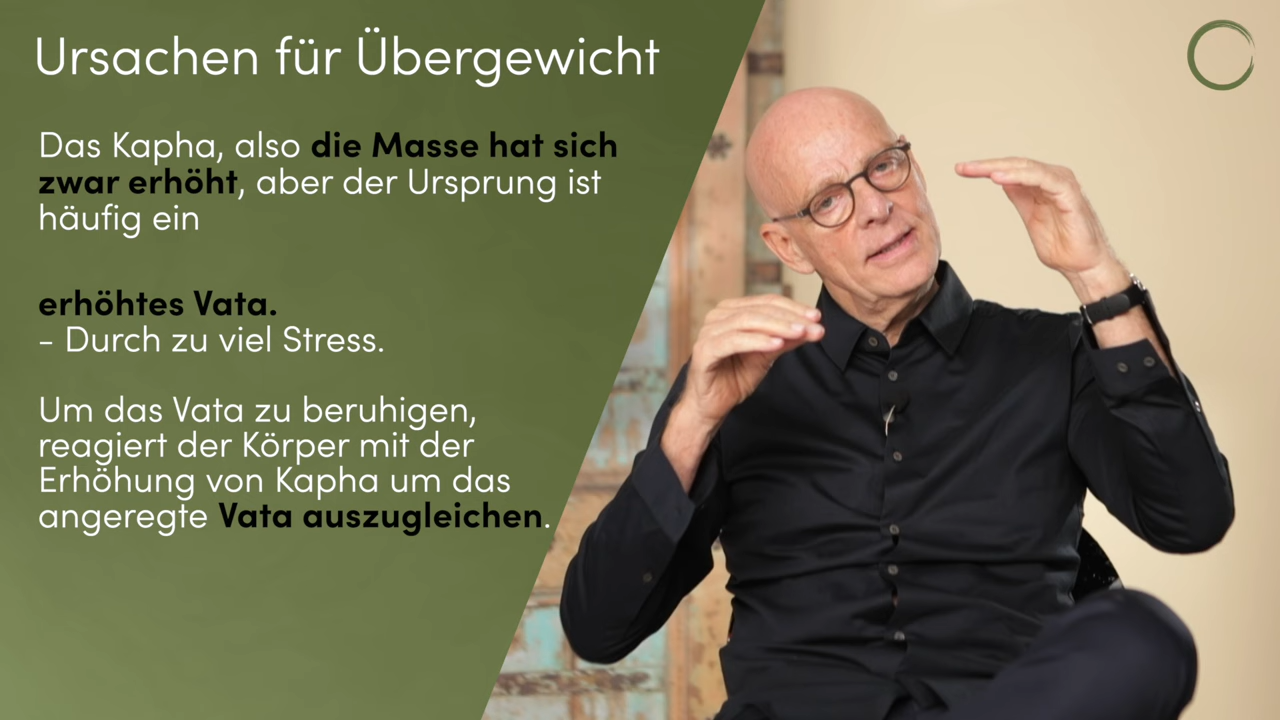 Ursachen für Übergewicht
Das Kapha, also die Masse hat sich
zwar erhöht, aber der Ursprung ist
häufig ein
erhöhtes Vata.
- Durch zu viel Stress.
Um das Vata zu beruhigen,
reagiert der Körper mit der
Erhöhung von Kapha um das
angeregte Vata auszugleichen.